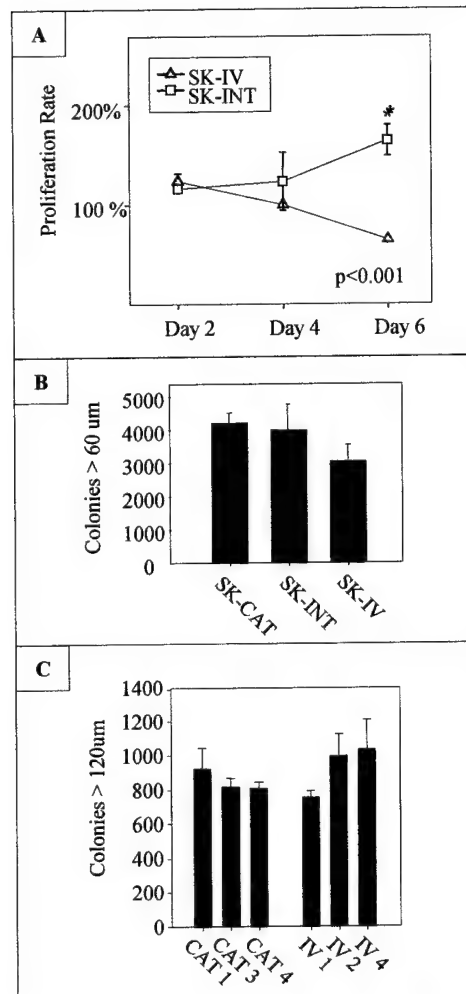 A
SK-IV
SK-INT
Proliferation Rate
200%
100 %
*
p<0.001
Day 2 Day 4 Day 6
B
Colonies > 60 um
5000
4000
3000
2000
1000
0
SK-CAT SK-INT SK-IV
C
Colonies > 120um
1400
1200
1000
800
600
400
200
0
CAT 1 CAT 3 CAT 4 IV 1 IV 2 IV 4